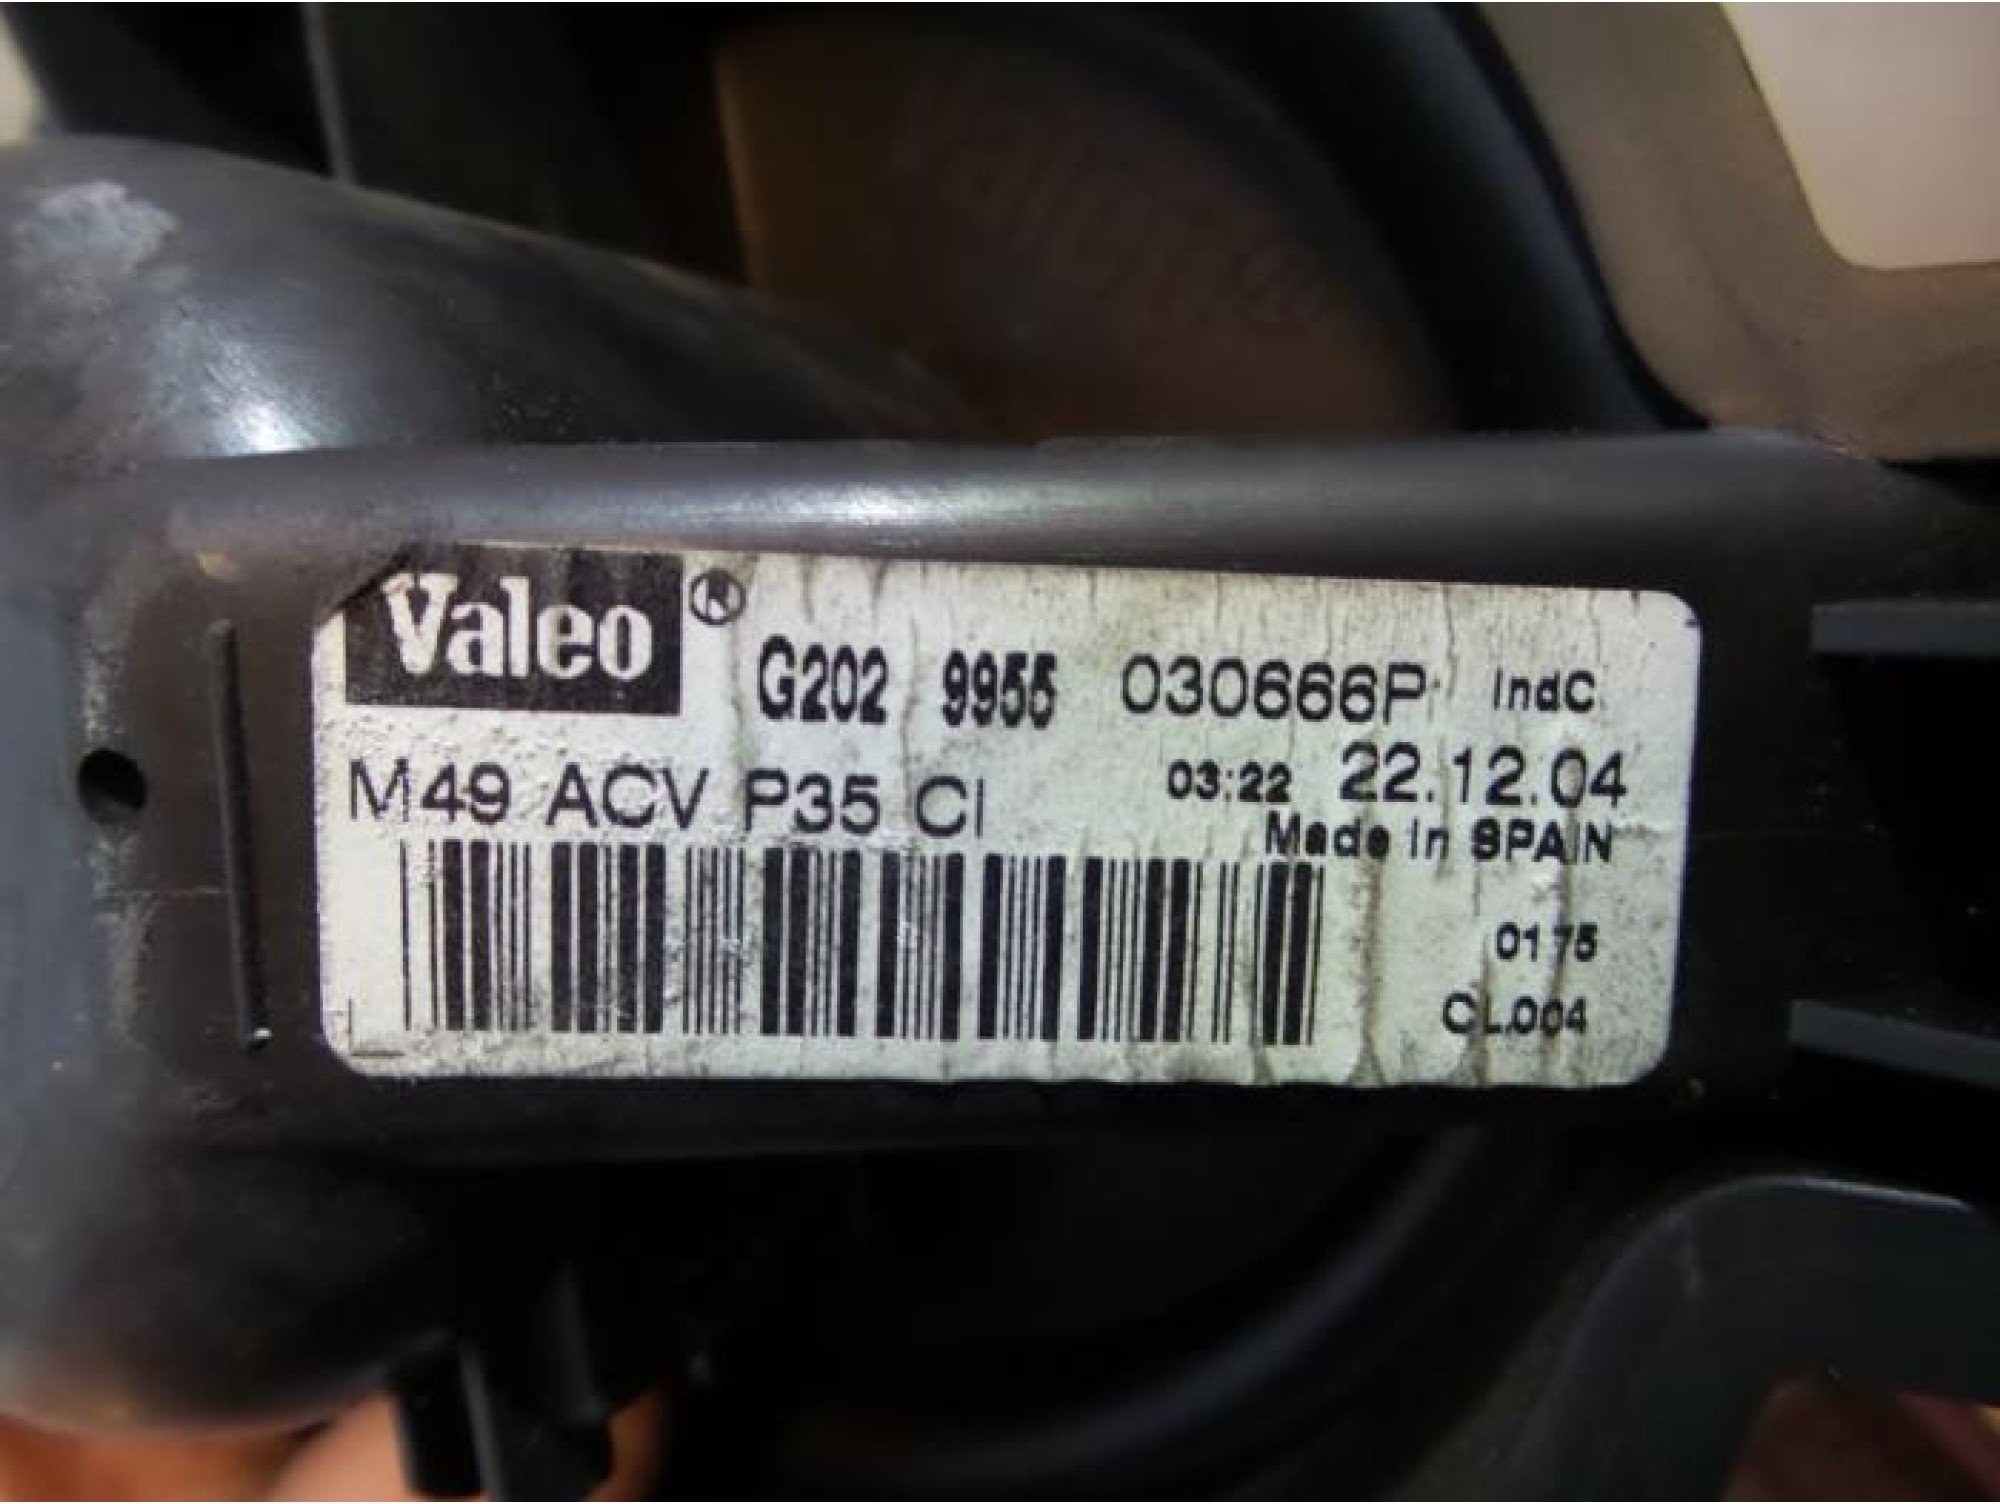 Valeo®
G202 9955 030666P IndC
M49 ACV P35 CI 03:22 22.12.04
Made in SPAIN
0175
CL004